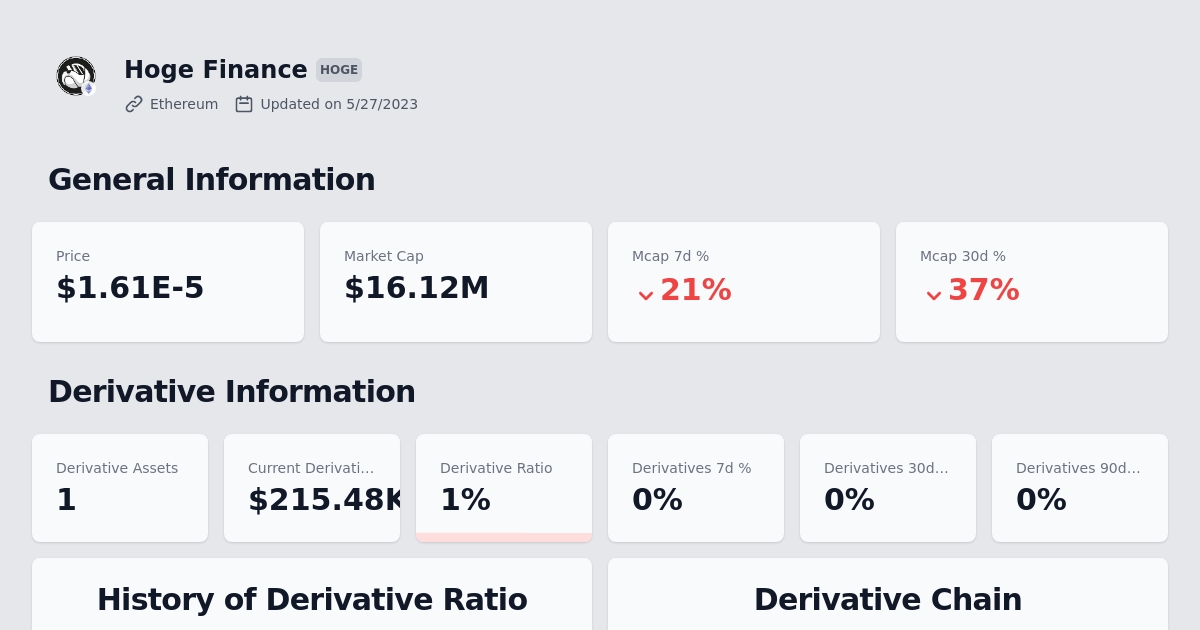 Hoge Finance HOGE
Ethereum Updated on 5/27/2023
General Information
Price Market Cap Mcap 7d % Mcap 30d %
$1.61E-5 $16.12M 21% 37%
Derivative Information
Derivative Assets Current Derivati... Derivative Ratio Derivatives 7d % Derivatives 30d... Derivatives 90d...
1 $215.48K 1% 0% 0% 0%
History of Derivative Ratio Derivative Chain